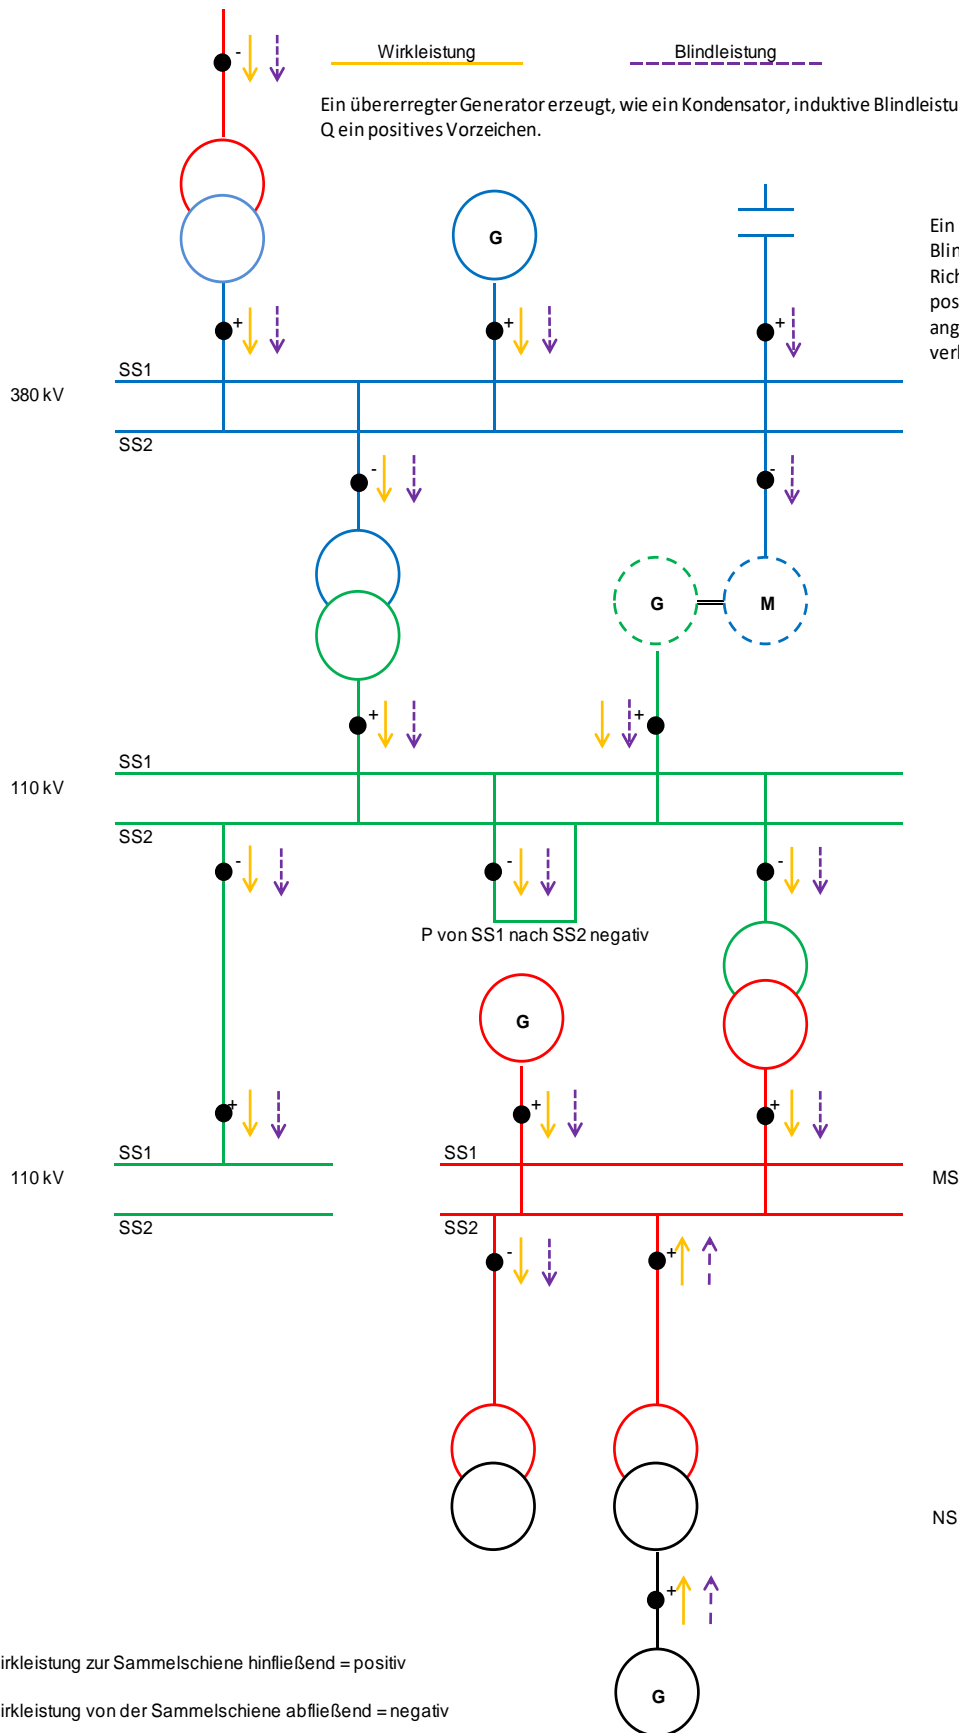 -
Wirkleistung
Blindleistung
Ein übererregter Generator erzeugt, wie ein Kondensator, induktive Blindleistu
Q ein positives Vorzeichen.
G
Ein
Blin
Rich
pos
ang
verl
+
+
+
SS1
380 kV
SS2
-
-
G
M
+
+
SS1
110 kV
SS2
-
-
-
P von SS1 nach SS2 negativ
G
+
+
+
SS1
SS1
110 kV
MS
SS2
SS2
-
+
NS
+
irkleistung zur Sammelschiene hinfließend = positiv
G
irkleistung von der Sammelschiene abfließend = negativ